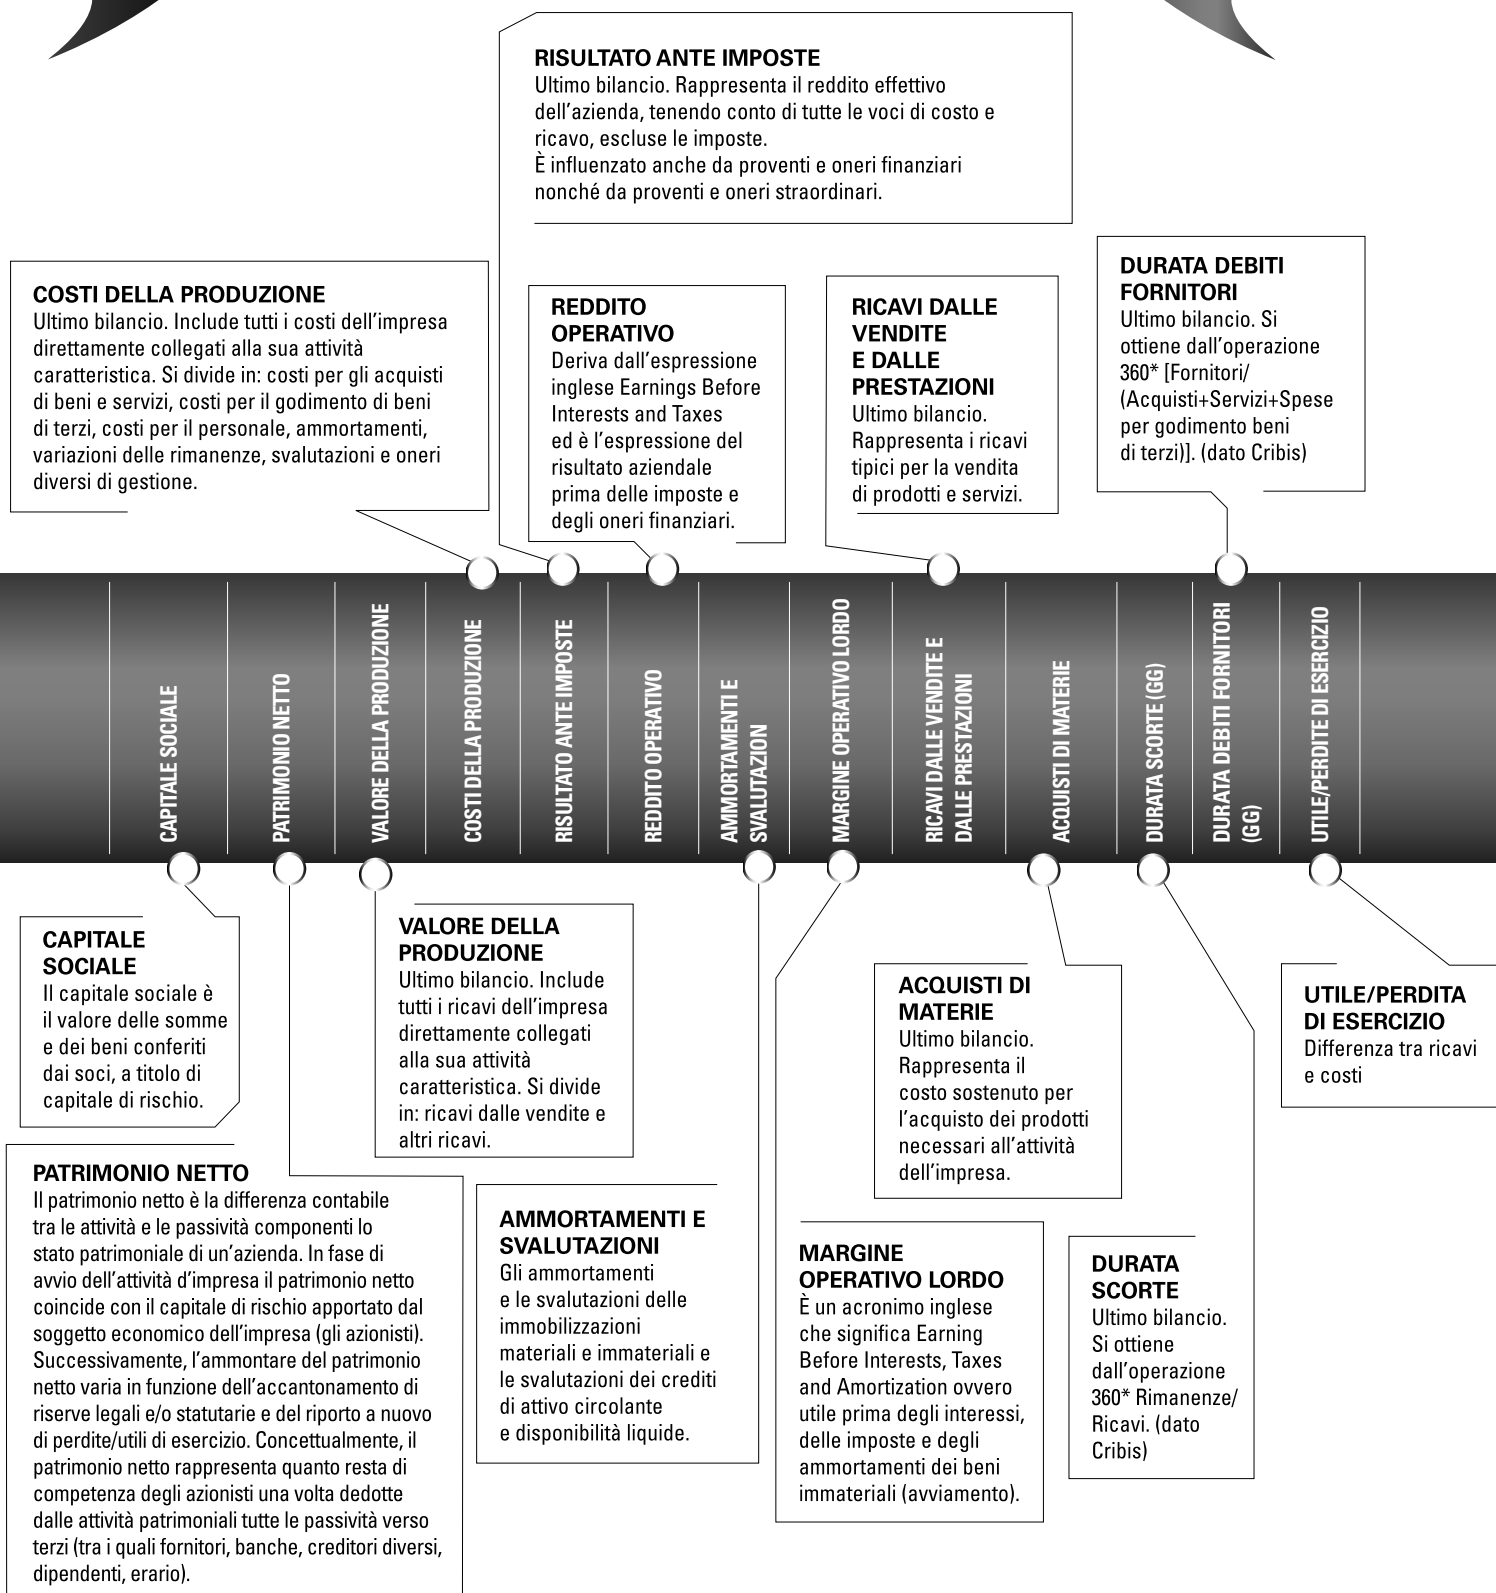 RISULTATO ANTE IMPOSTE
Ultimo bilancio. Rappresenta il reddito effettivo
dell'azienda, tenendo conto di tutte le voci di costo e
ricavo, escluse le imposte.
È influenzato anche da proventi e oneri finanziari
nonché da proventi e oneri straordinari.
COSTI DELLA PRODUZIONE
Ultimo bilancio. Include tutti i costi dell'impresa
direttamente collegati alla sua attività
caratteristica. Si divide in: costi per gli acquisti
di beni e servizi, costi per il godimento di beni
di terzi, costi per il personale, ammortamenti,
variazioni delle rimanenze, svalutazioni e oneri
diversi di gestione.
REDDITO
OPERATIVO
Deriva dall'espressione
inglese Earnings Before
Interests and Taxes
ed è l'espressione del
risultato aziendale
prima delle imposte e
degli oneri finanziari.
RICAVI DALLE
VENDITE
E DALLE
PRESTAZIONI
Ultimo bilancio.
Rappresenta i ricavi
tipici per la vendita
di prodotti e servizi.
DURATA DEBITI
FORNITORI
Ultimo bilancio. Si
ottiene dall'operazione
360* [Fornitori/
(Acquisti+Servizi+Spese
per godimento beni
di terzi)]. (dato Cribis)
CAPITALE SOCIALE
PATRIMONIO NETTO
VALORE DELLA PRODUZIONE
COSTI DELLA PRODUZIONE
RISULTATO ANTE IMPOSTE
REDDITO OPERATIVO
AMMORTAMENTI E
SVALUTAZION
MARGINE OPERATIVO LORDO
RICAVI DALLE VENDITE E
DALLE PRESTAZIONI
ACQUISTI DI MATERIE
DURATA SCORTE (GG)
DURATA DEBITI FORNITORI
(GG)
UTILE/PERDITE DI ESERCIZIO
CAPITALE
SOCIALE
Il capitale sociale è
il valore delle somme
e dei beni conferiti
dai soci, a titolo di
capitale di rischio.
PATRIMONIO NETTO
Il patrimonio netto è la differenza contabile
tra le attività e le passività componenti lo
stato patrimoniale di un'azienda. In fase di
avvio dell'attività d'impresa il patrimonio netto
coincide con il capitale di rischio apportato dal
soggetto economico dell'impresa (gli azionisti).
Successivamente, l'ammontare del patrimonio
netto varia in funzione dell'accantonamento di
riserve legali e/o statutarie e del riporto a nuovo
di perdite/utili di esercizio. Concettualmente, il
patrimonio netto rappresenta quanto resta di
competenza degli azionisti una volta dedotte
dalle attività patrimoniali tutte le passività verso
terzi (tra i quali fornitori, banche, creditori diversi,
dipendenti, erario).
VALORE DELLA
PRODUZIONE
Ultimo bilancio. Include
tutti i ricavi dell'impresa
direttamente collegati
alla sua attività
caratteristica. Si divide
in: ricavi dalle vendite e
altri ricavi.
AMMORTAMENTI E
SVALUTAZIONI
Gli ammortamenti
e le svalutazioni delle
immobilizzazioni
materiali e immateriali e
le svalutazioni dei crediti
di attivo circolante
e disponibilità liquide.
MARGINE
OPERATIVO LORDO
È un acronimo inglese
che significa Earning
Before Interests, Taxes
and Amortization ovvero
utile prima degli interessi,
delle imposte e degli
ammortamenti dei beni
immateriali (avviamento).
ACQUISTI DI
MATERIE
Ultimo bilancio.
Rappresenta il
costo sostenuto per
l'acquisto dei prodotti
necessari all'attività
dell'impresa.
DURATA
SCORTE
Ultimo bilancio.
Si ottiene
dall'operazione
360* Rimanenze/
Ricavi. (dato
Cribis)
UTILE/PERDITA
DI ESERCIZIO
Differenza tra ricavi
e costi